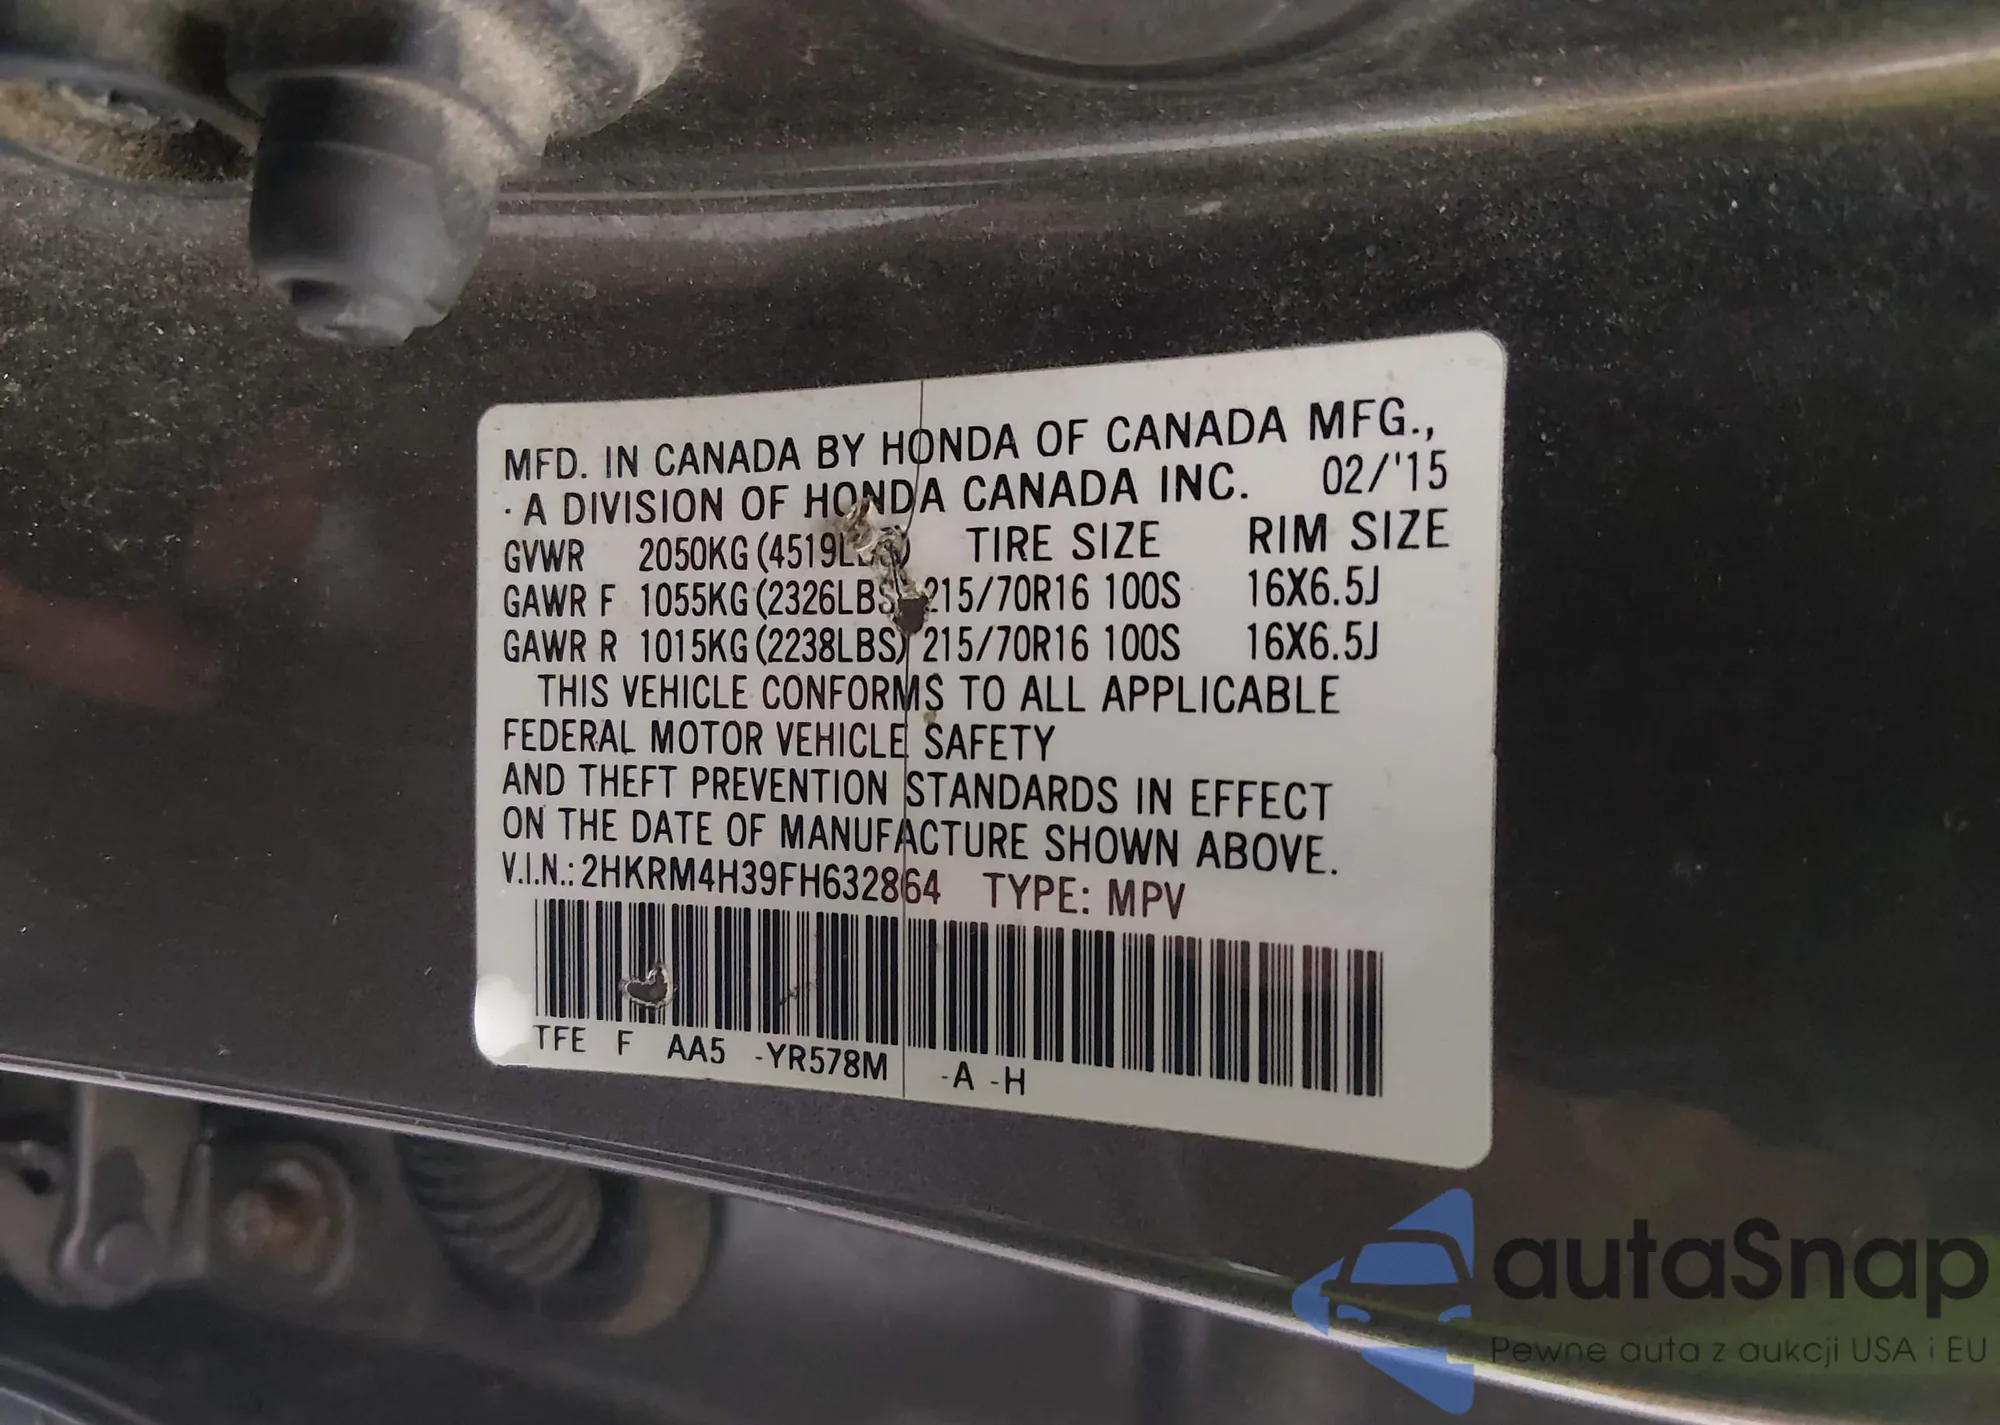 MFD. IN CANADA BY HONDA OF CANADA MFG.,
· A DIVISION OF HONDA CANADA INC. 02/'15
GVWR 2050KG (4519L TIRE SIZE RIM SIZE
GAWR F 1055KG (2326LBS) 215/70R16 100S 16X6.5J
GAWR R 1015KG (2238LBS) 215/70R16 100S 16X6.5J
THIS VEHICLE CONFORMS TO ALL APPLICABLE
FEDERAL MOTOR VEHICLE SAFETY
AND THEFT PREVENTION STANDARDS IN EFFECT
ON THE DATE OF MANUFACTURE SHOWN ABOVE.
V.I.N.: 2HKRM4H39FH632864 TYPE: MPV
TFE F AA5 -YR578M -A -H
autaSnap
Pewne auta z aukcji USA i EU